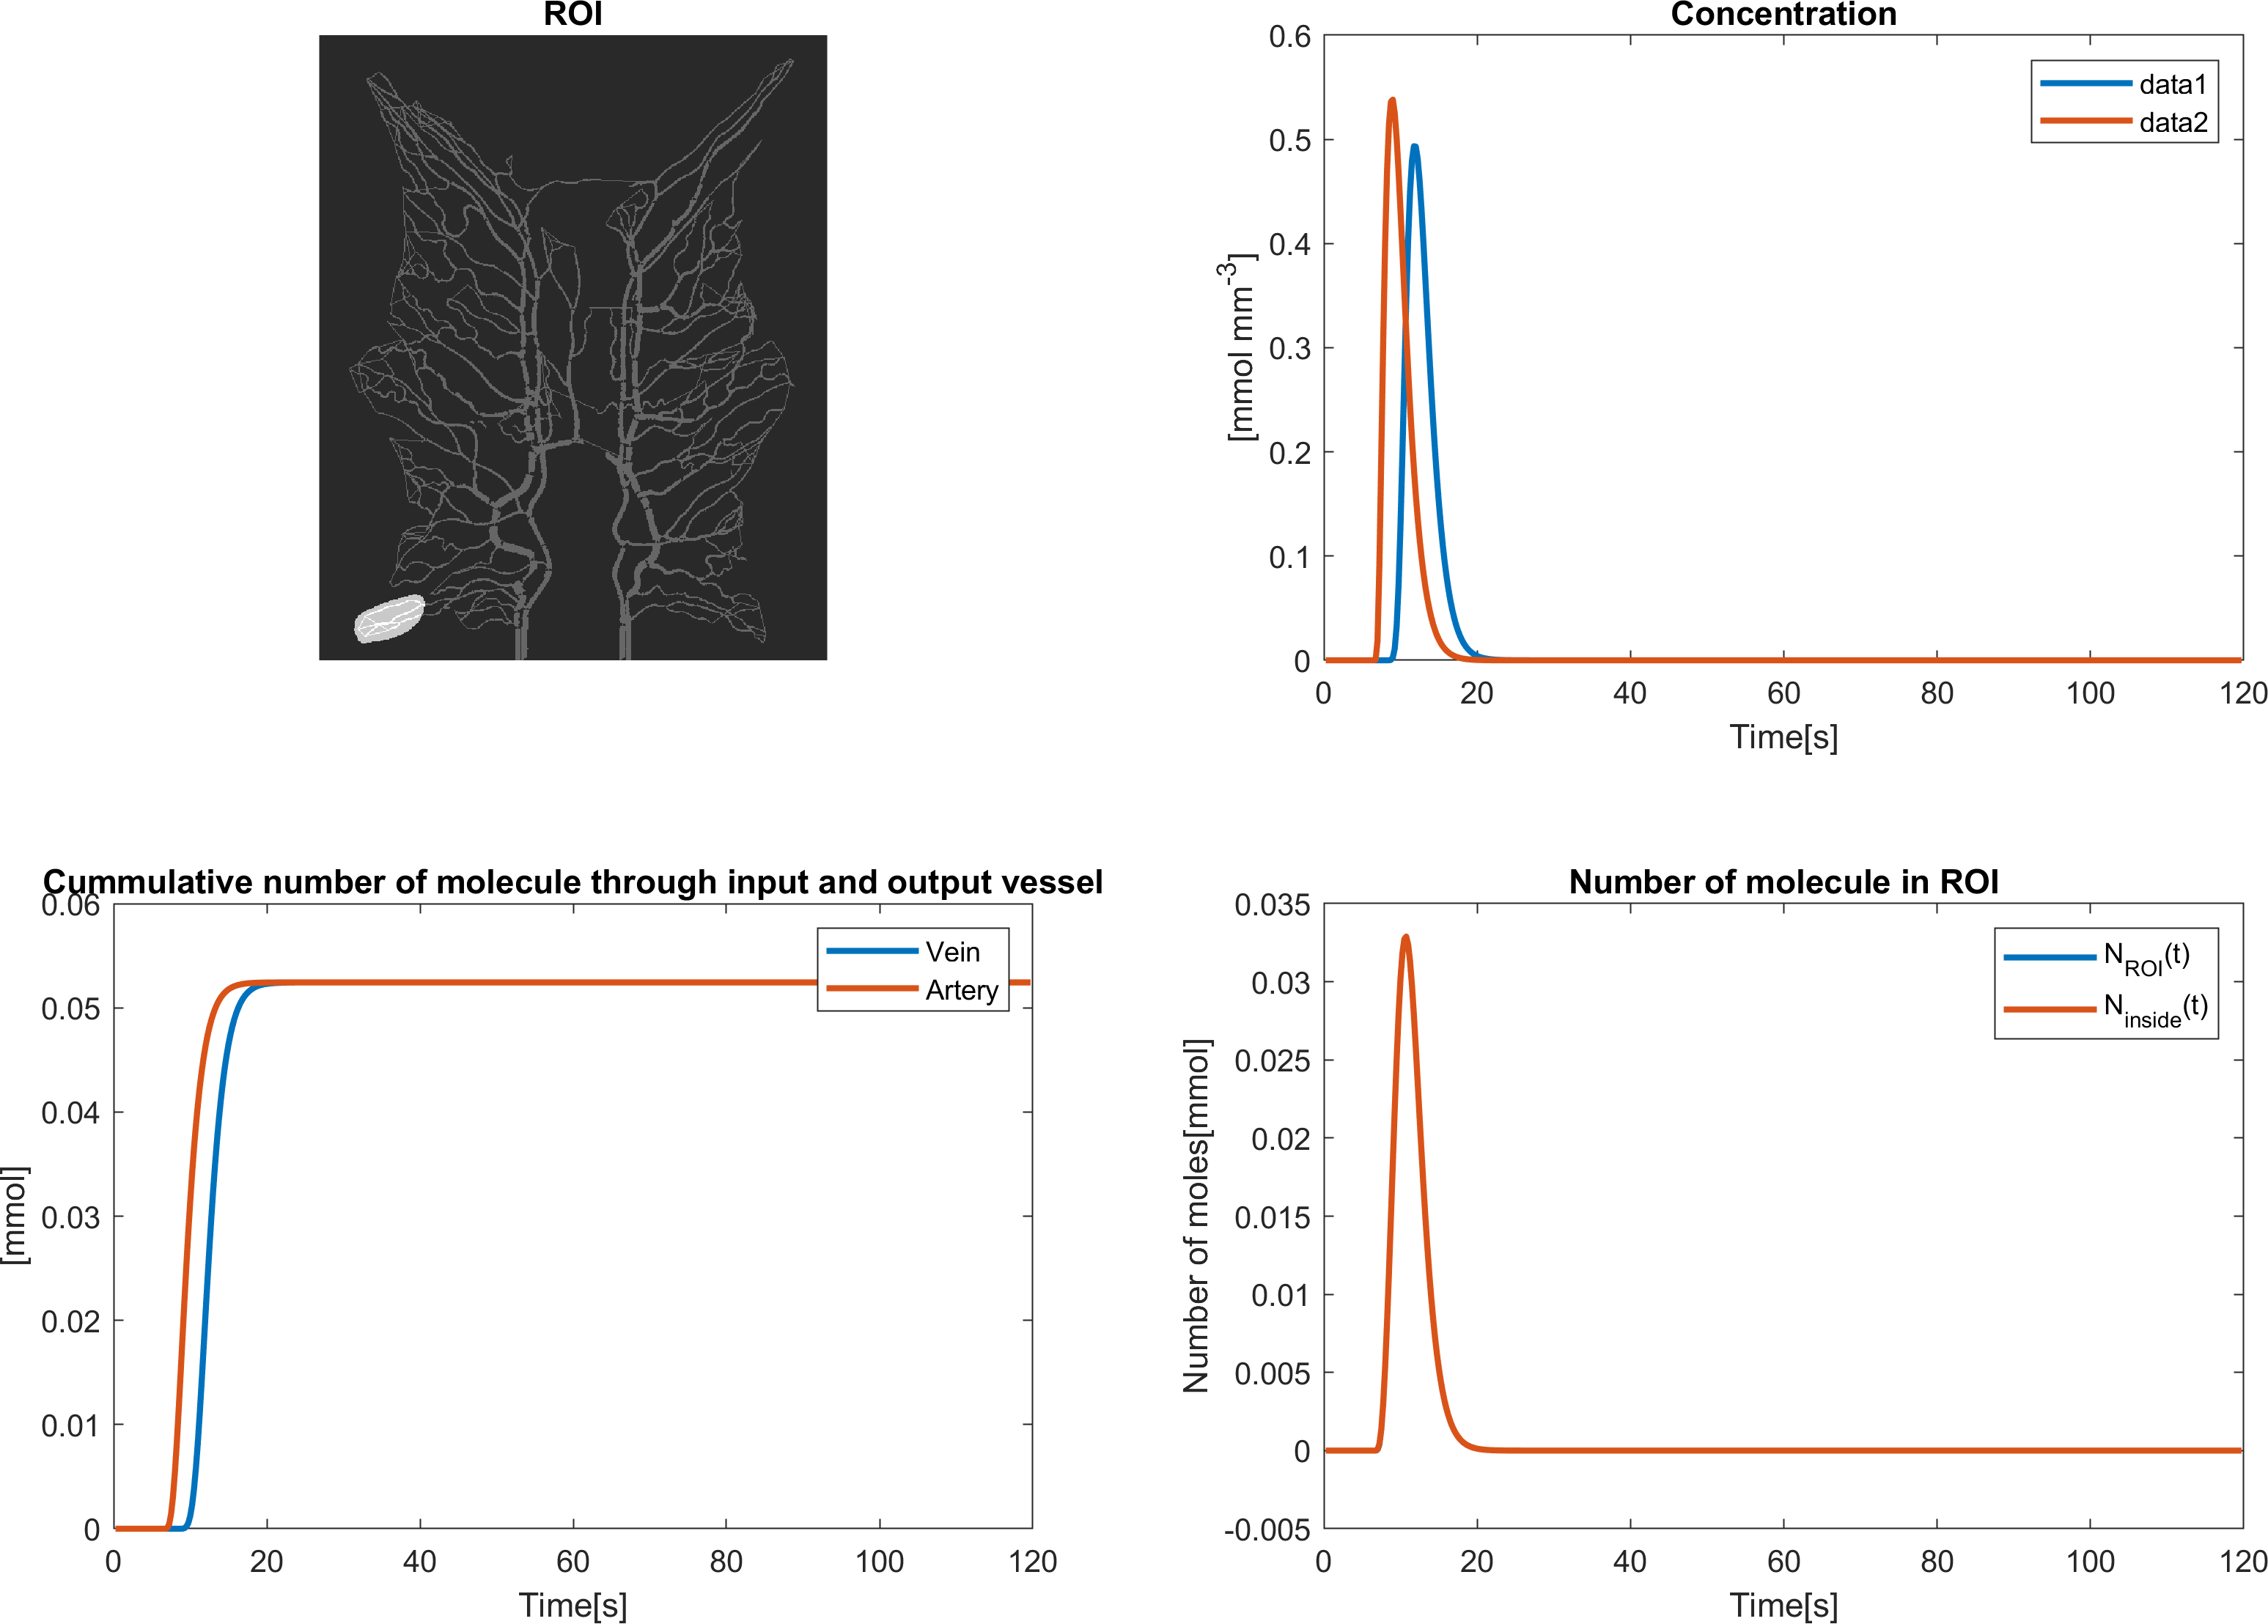 ROI
Concentration
0.6
0.5
0.4
0.3
0.2
0.1
0
[mmol mm-3]
data1
data2
0 20 40 60 80 100 120
Time[s]
Cummulative number of molecule through input and output vessel
0.06
0.05
0.04
0.03
0.02
0.01
0
[mmol]
Vein
Artery
0 20 40 60 80 100 120
Time[s]
Number of molecule in ROI
0.035
0.03
0.025
0.02
0.015
0.01
0.005
0
-0.005
Number of moles[mmol]
NROI(t)
Ninside(t)
0 20 40 60 80 100 120
Time[s]